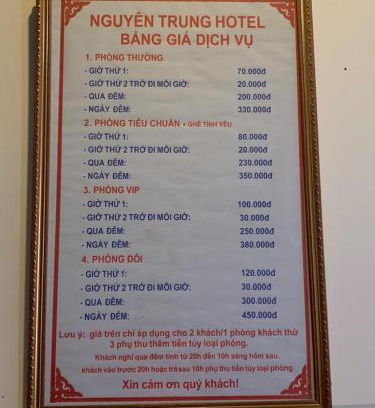 NGUYÊN TRUNG HOTEL
BẢNG GIÁ DỊCH VỤ
1. PHÒNG THƯỜNG
- GIỜ THỨ 1: 70.000đ
- GIỜ THỨ 2 TRỞ ĐI MỖI GIỜ: 20.000đ
- QUA ĐÊM: 200.000đ
- NGÀY ĐÊM: 330.000đ
2. PHÒNG TIÊU CHUẨN + GHẾ TÌNH YÊU
- GIỜ THỨ 1: 80.000đ
- GIỜ THỨ 2 TRỞ ĐI MỖI GIỜ: 20.000đ
- QUA ĐÊM: 230.000đ
- NGÀY ĐÊM: 350.000đ
3. PHÒNG VIP
- GIỜ THỨ 1: 100.000đ
- GIỜ THỨ 2 TRỞ ĐI MỖI GIỜ: 30.000đ
- QUA ĐÊM: 250.000đ
- NGÀY ĐÊM: 380.000đ
4. PHÒNG ĐÔI
- GIỜ THỨ 1: 120.000đ
- GIỜ THỨ 2 TRỞ ĐI MỖI GIỜ: 30.000đ
- QUA ĐÊM: 300.000đ
- NGÀY ĐÊM: 450.000đ
Lưu ý: giá trên chỉ áp dụng cho 2 khách/1 phòng khách thứ
3 phụ thu thêm tiền tùy loại phòng.
Khách nghỉ qua đêm tính từ 20h đến 10h sáng hôm sau.
khách vào trước 20h hoặc trả sau 10h phụ thu tiền tùy loại phòng
Xin cảm ơn quý khách!